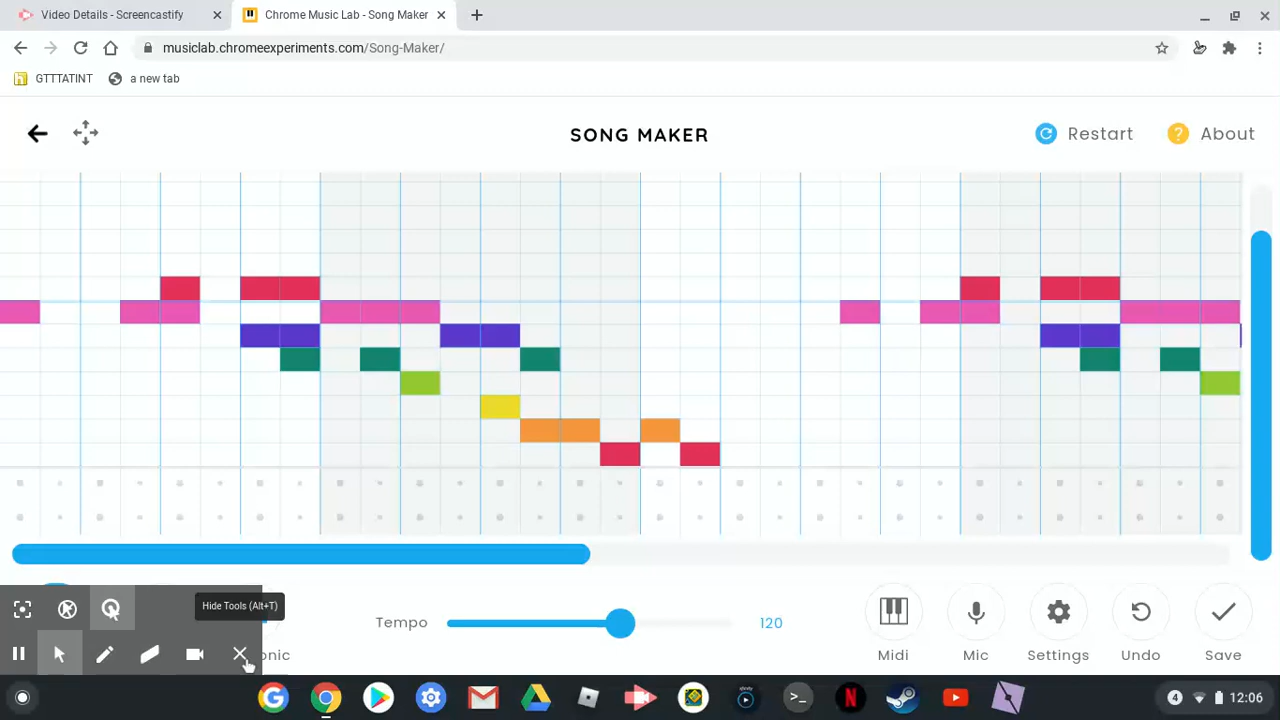 Video Details - Screencastify
Chrome Music Lab - Song Maker
musiclab.chromeexperiments.com/Song-Maker/
GTTTATINT
a new tab
SONG MAKER
Restart
? About
Hide Tools (Alt+T)
onic
Tempo
120
Midi
Mic
Settings
Undo
Save
4
12:06